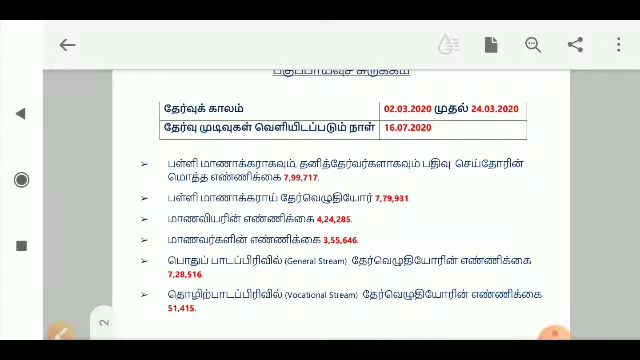 பகுப்பாய்வுச் சுருக்கம்
தேர்வுக் காலம் 02.03.2020 முதல் 24.03.2020
தேர்வு முடிவுகள் வெளியிடப்படும் நாள் 16.07.2020
➢ பள்ளி மாணாக்கராகவும், தனித்தேர்வர்களாகவும் பதிவு செய்தோரின்
மொத்த எண்ணிக்கை 7,99,717.
➢ பள்ளி மாணாக்கராய் தேர்வெழுதியோர் 7,79,931.
➢ மாணவியரின் எண்ணிக்கை 4,24,285.
➢ மாணவர்களின் எண்ணிக்கை 3,55,646.
➢ பொதுப் பாடப்பிரிவில் (General Stream) தேர்வெழுதியோரின் எண்ணிக்கை
7,28,516.
➢ தொழிற்பாடப்பிரிவில் (Vocational Stream) தேர்வெழுதியோரின் எண்ணிக்கை
51,415.
2